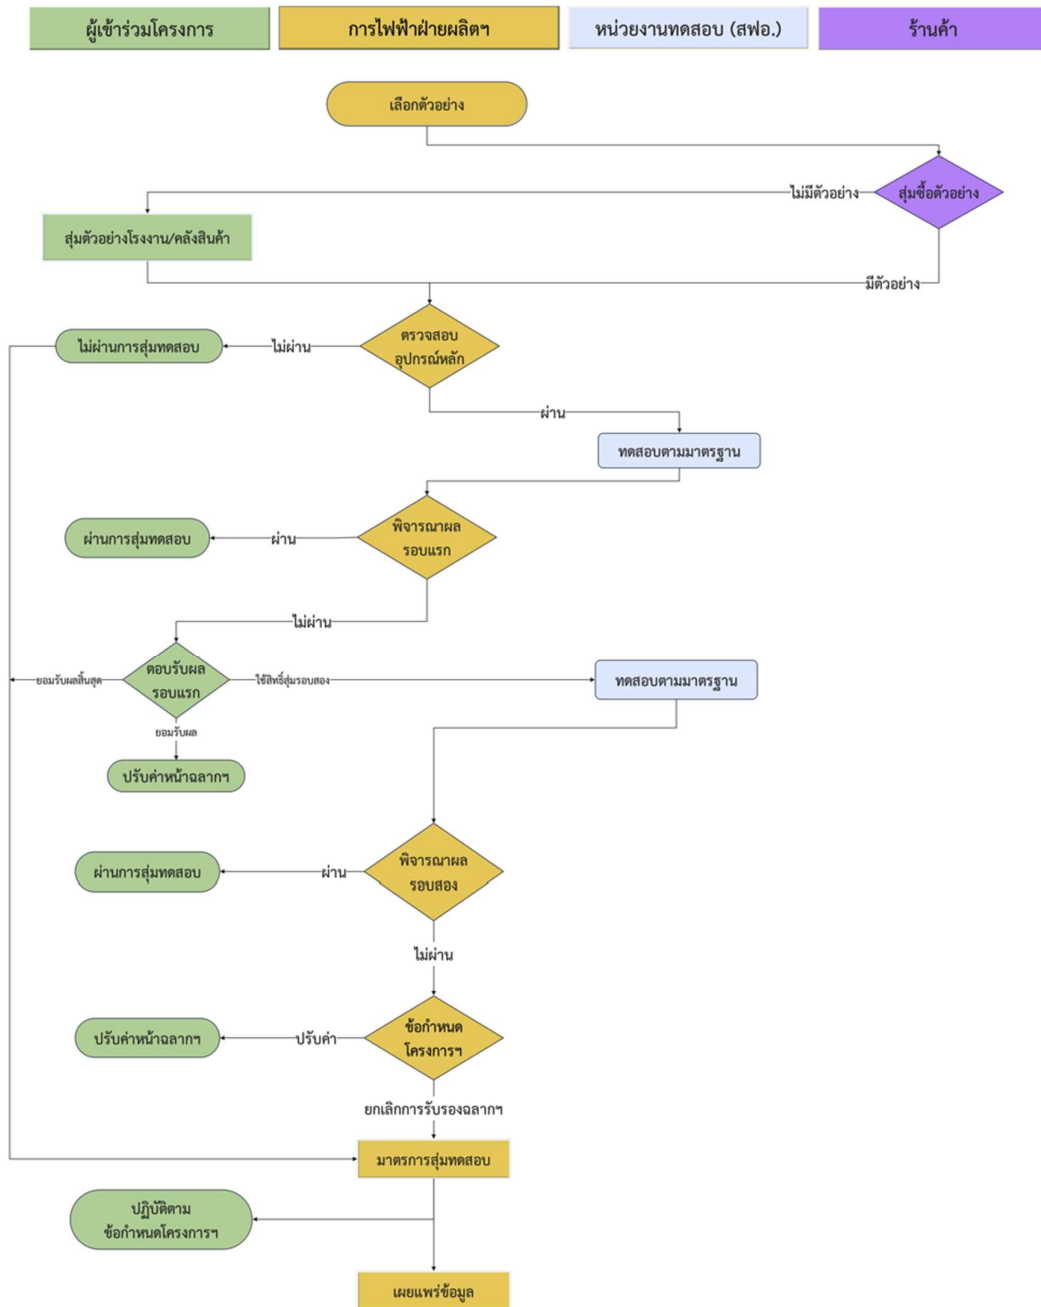 ผู้เข้าร่วมโครงการ
การไฟฟ้าฝ่ายผลิตฯ
หน่วยงานทดสอบ (สฟอ.)
ร้านค้า
เลือกตัวอย่าง
ไม่มีตัวอย่าง
สุ่มซื้อตัวอย่าง
สุ่มตัวอย่างโรงงาน/คลังสินค้า
มีตัวอย่าง
ตรวจสอบ
อุปกรณ์หลัก
ไม่ผ่านการสุ่มทดสอบ
ไม่ผ่าน
ผ่าน
ทดสอบตามมาตรฐาน
พิจารณาผล
รอบแรก
ผ่านการสุ่มทดสอบ
ผ่าน
ไม่ผ่าน
ยอมรับผลสิ้นสุด
ตอบรับผล
รอบแรก
ใช้สิทธิ์สุ่มรอบสอง
ทดสอบตามมาตรฐาน
ยอมรับผล
ปรับค่าหน้าฉลากฯ
พิจารณาผล
รอบสอง
ผ่านการสุ่มทดสอบ
ผ่าน
ไม่ผ่าน
ข้อกำหนด
โครงการฯ
ปรับค่าหน้าฉลากฯ
ปรับค่า
ยกเลิกการรับรองฉลากฯ
มาตรการสุ่มทดสอบ
ปฏิบัติตาม
ข้อกำหนดโครงการฯ
เผยแพร่ข้อมูล